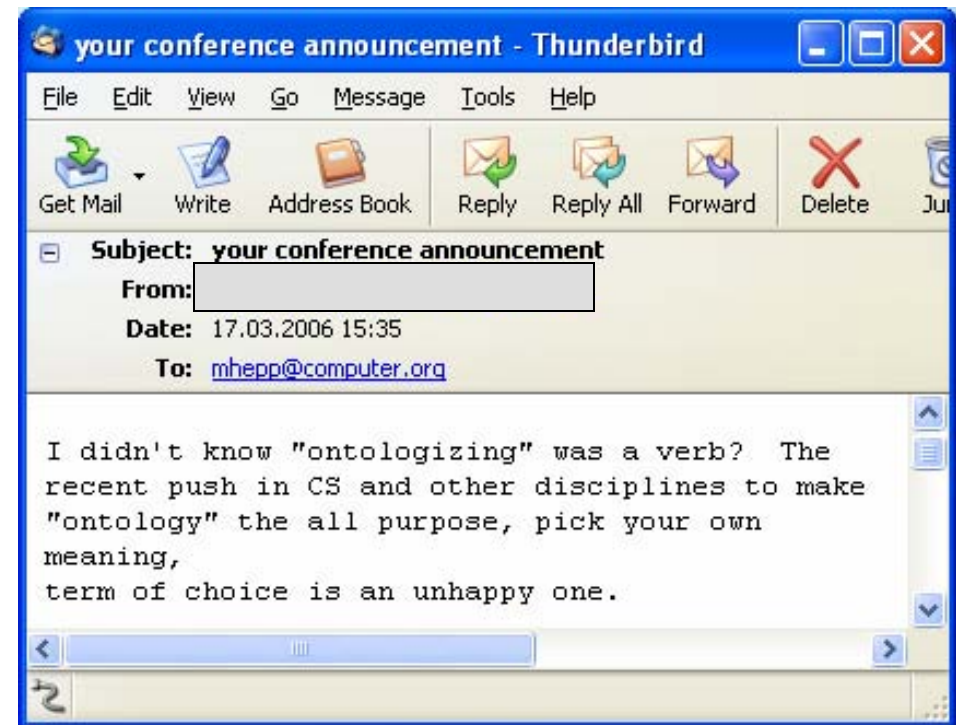 your conference announcement - Thunderbird
File Edit View Go Message Tools Help
Get Mail Write Address Book Reply Reply All Forward Delete
Subject: your conference announcement
From:
Date: 17.03.2006 15:35
To: mhepp@computer.org
I didn't know "ontologizing" was a verb? The
recent push in CS and other disciplines to make
"ontology" the all purpose, pick your own
meaning,
term of choice is an unhappy one.